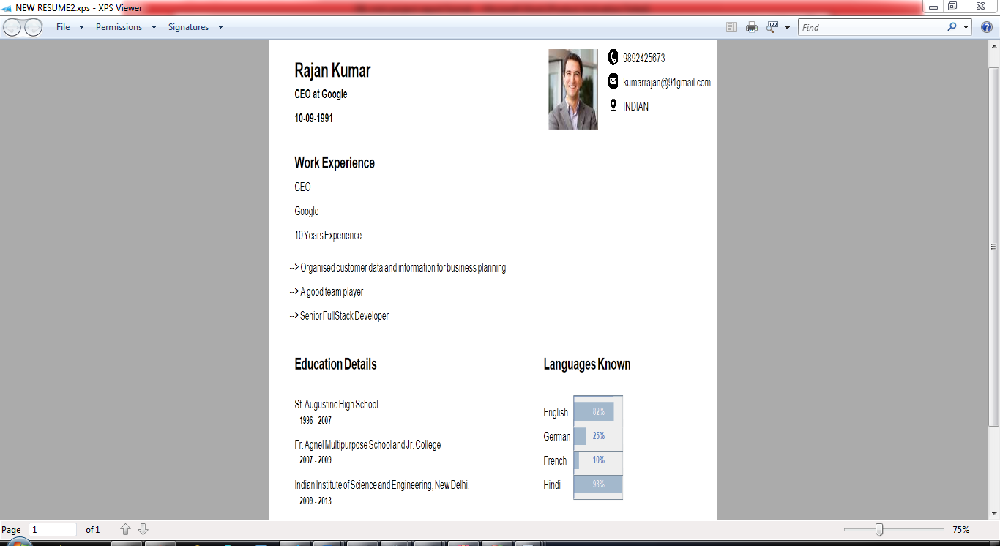 NEW RESUME2.xps - XPS Viewer
File Permissions Signatures
100
Find
?
Rajan Kumar
CEO at Google
10-09-1991
9892425673
kumarrajan@91gmail.com
INDIAN
Work Experience
CEO
Google
10 Years Experience
--> Organised customer data and information for business planning
--> A good team player
--> Senior FullStack Developer
Education Details
St. Augustine High School
1996 - 2007
Fr. Agnel Multipurpose School and Jr. College
2007 - 2009
Indian Institute of Science and Engineering, New Delhi.
2009 - 2013
Languages Known
English 82%
German 25%
French 10%
Hindi 98%
Page 1 of 1
75%